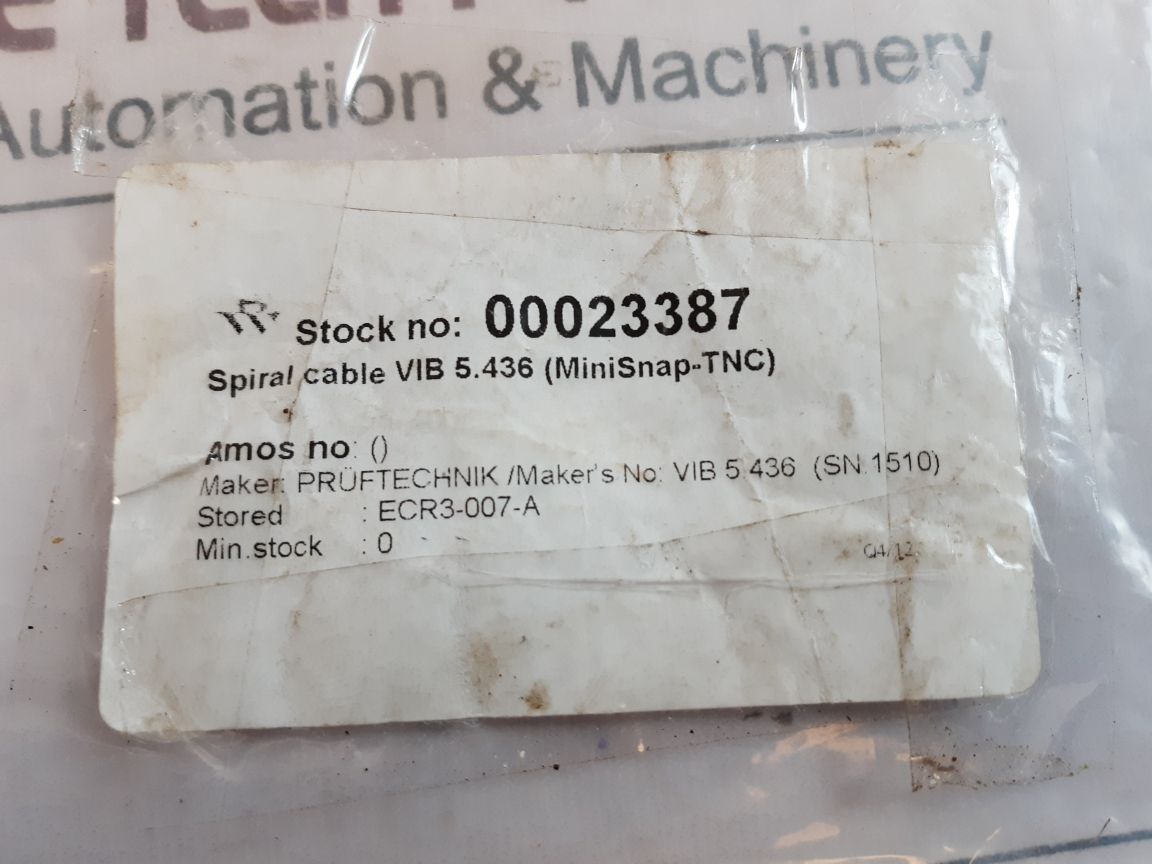 Automation & Machinery
Stock no: 00023387
Spiral cable VIB 5.436 (MiniSnap-TNC)
Amos no: ()
Maker: PRÜFTECHNIK /Maker's No: VIB 5.436 (SN.1510)
Stored : ECR3-007-A
Min.stock : 0
Q4/12